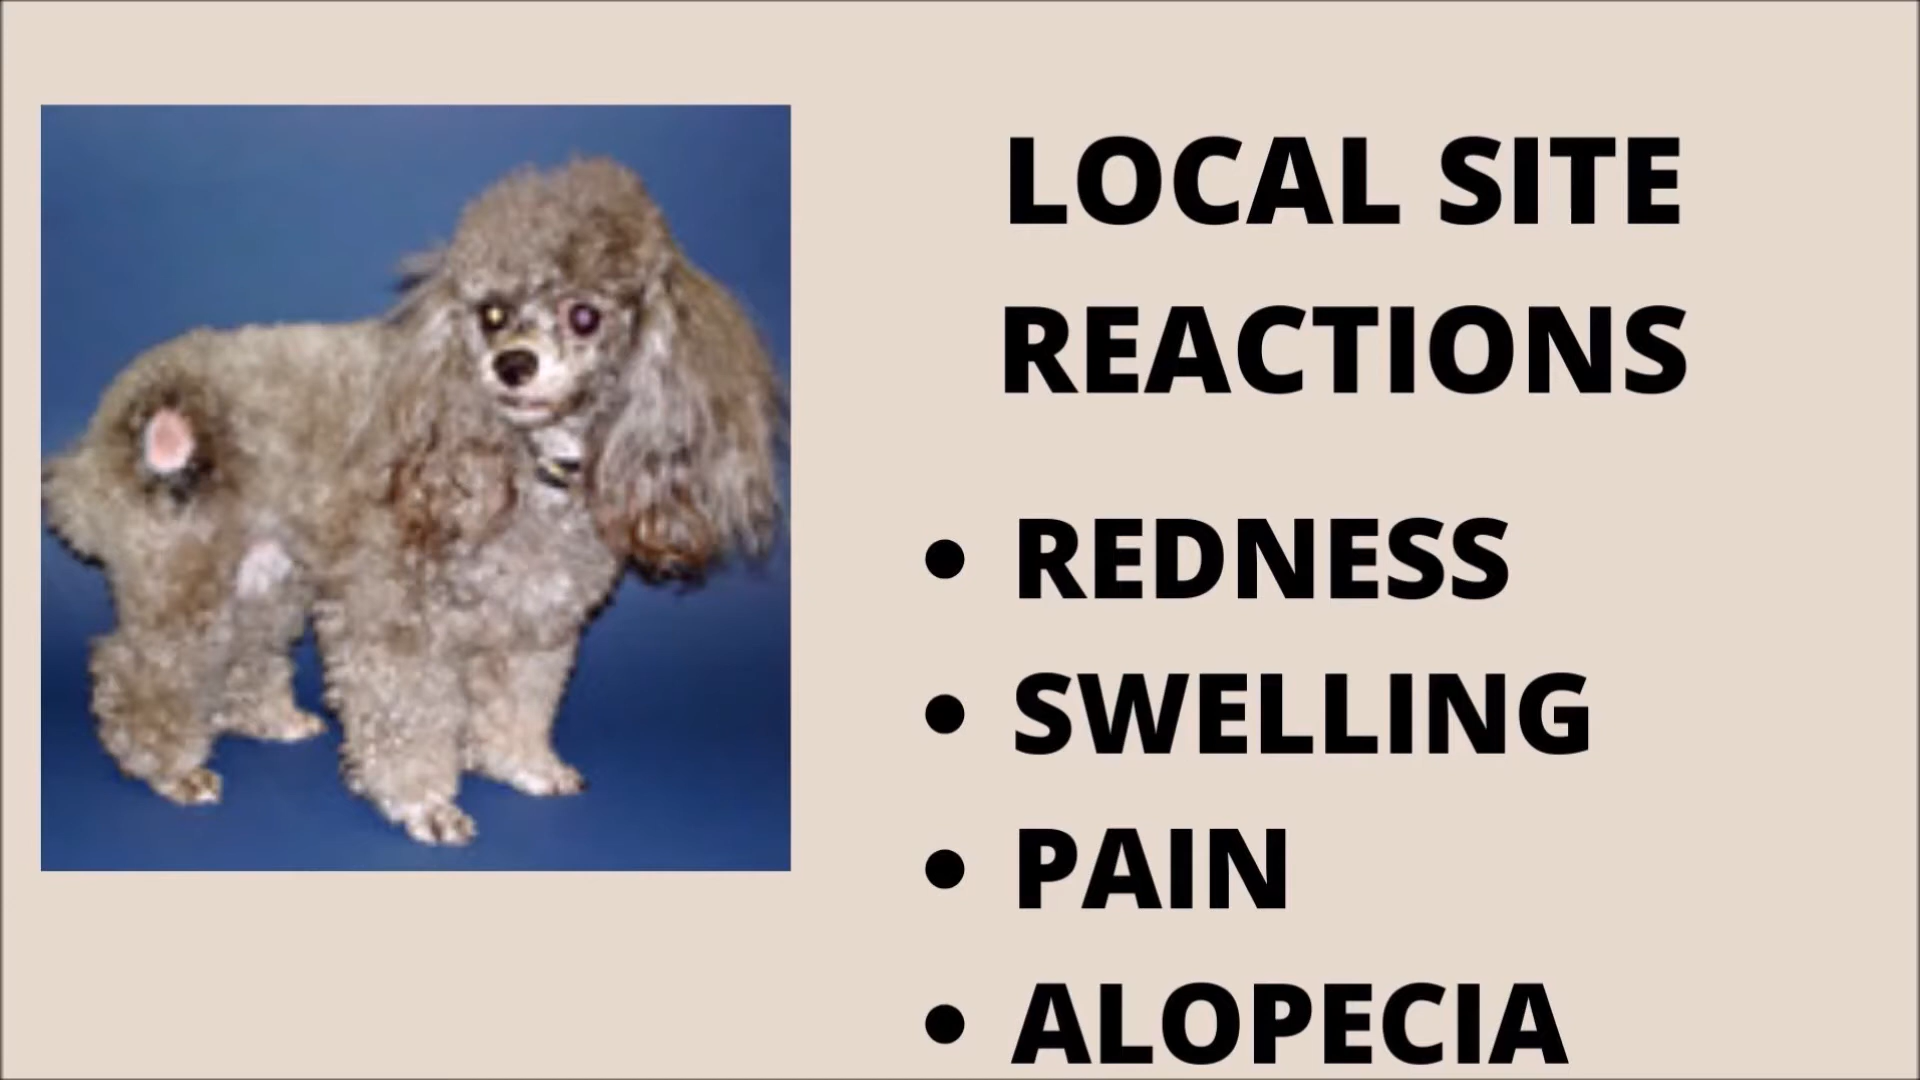 LOCAL SITE
REACTIONS
• REDNESS
• SWELLING
• PAIN
• ALOPECIA